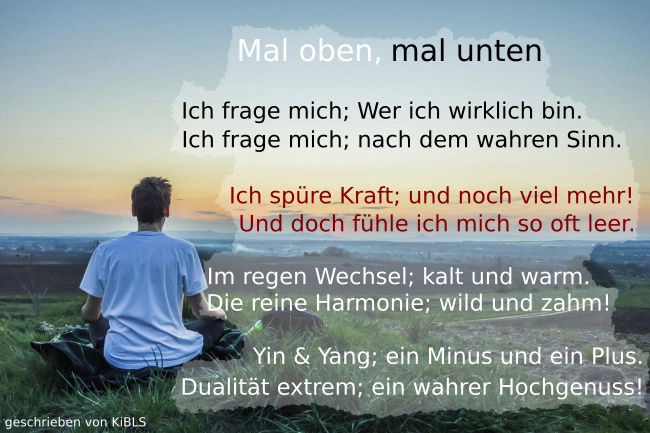 Mal oben, mal unten
Ich frage mich; Wer ich wirklich bin.
Ich frage mich; nach dem wahren Sinn.
Ich spüre Kraft; und noch viel mehr!
Und doch fühle ich mich so oft leer.
Im regen Wechsel; kalt und warm.
Die reine Harmonie; wild und zahm!
Yin & Yang; ein Minus und ein Plus.
Dualität extrem; ein wahrer Hochgenuss!
geschrieben von KiBLS